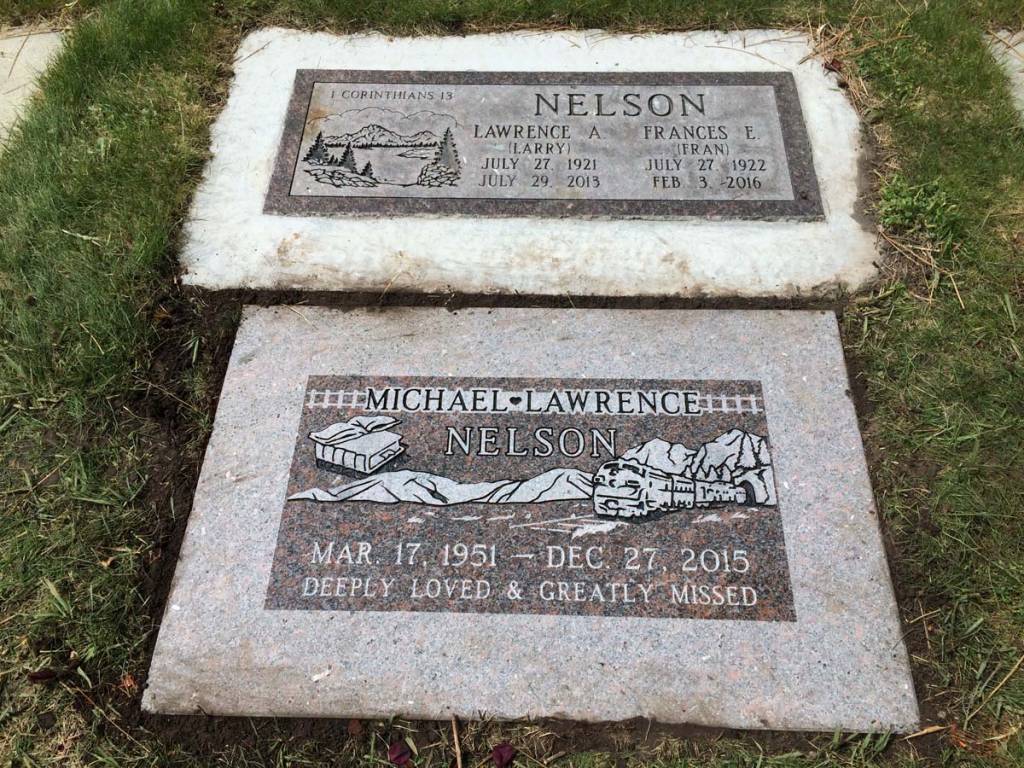 1 CORINTHIANS 13
NELSON
LAWRENCE A. FRANCES E.
(LARRY) (FRAN)
JULY 27, 1921 JULY 27, 1922
JULY 29, 2013 FEB. 3, 2016
MICHAEL♥LAWRENCE
NELSON
MAR. 17, 1951 – DEC. 27, 2015
DEEPLY LOVED & GREATLY MISSED